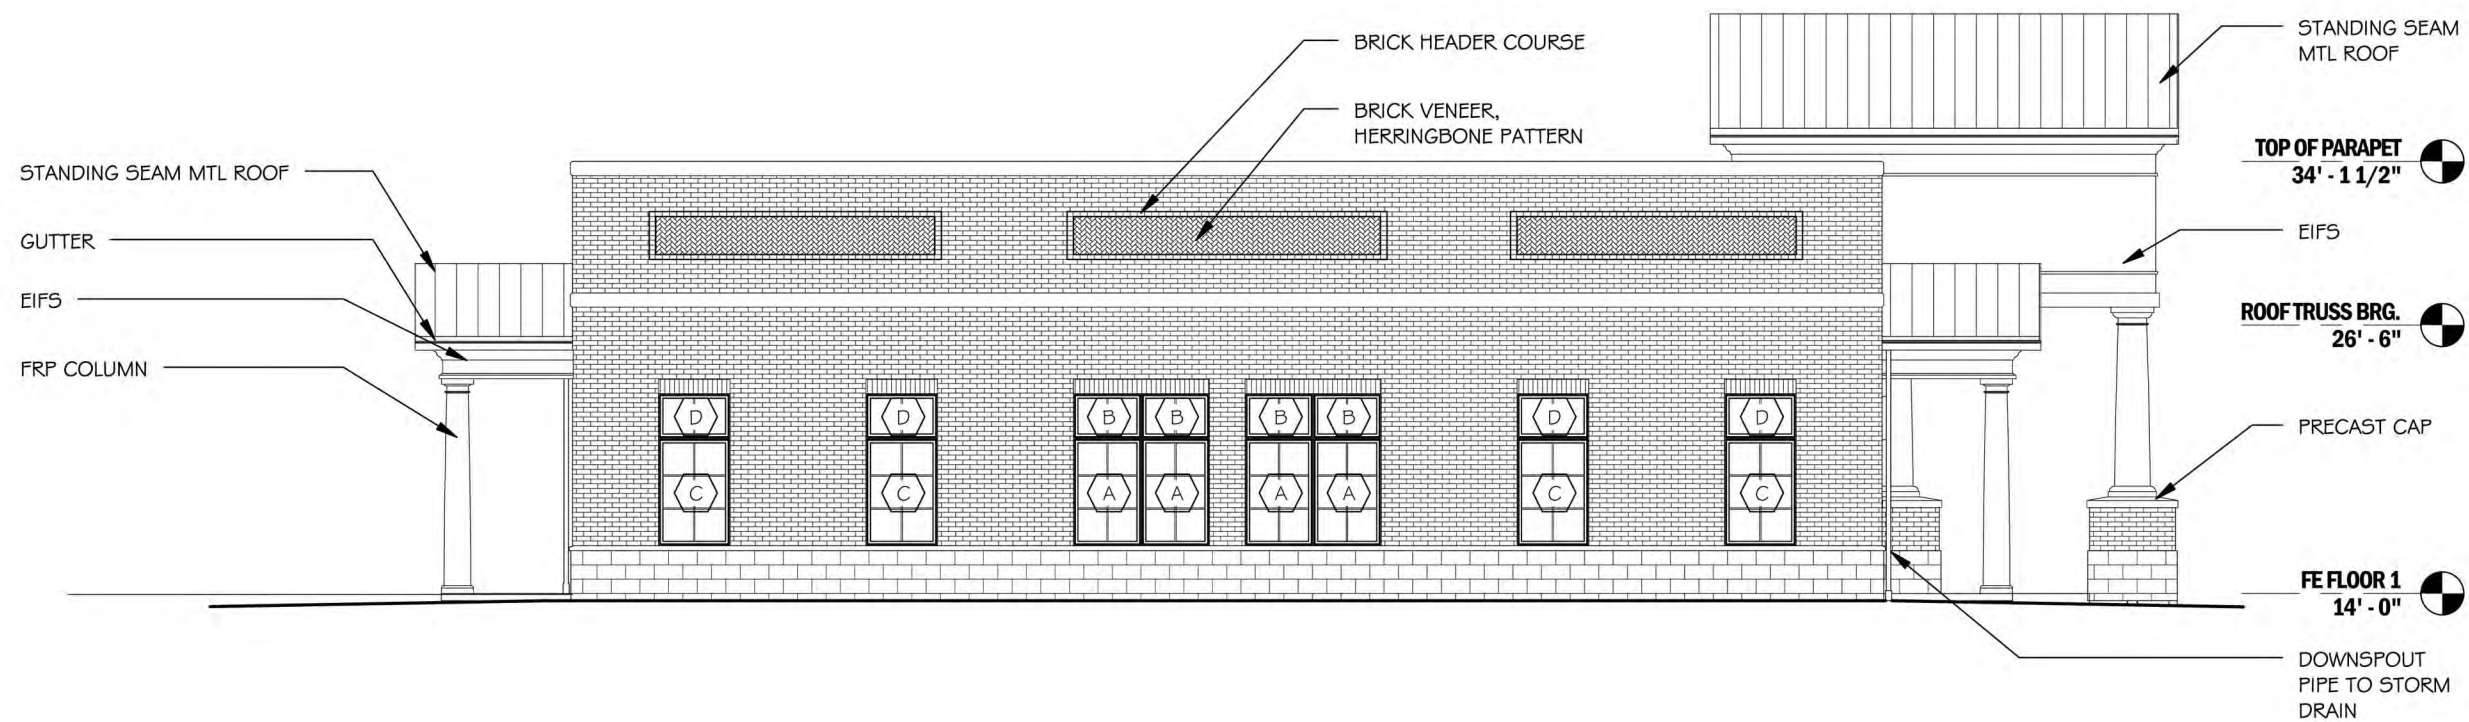 BRICK HEADER COURSE
BRICK VENEER,
HERRINGBONE PATTERN
STANDING SEAM
MTL ROOF
TOP OF PARAPET
34' - 1 1/2"
STANDING SEAM MTL ROOF
GUTTER
EIFS
FRP COLUMN
EIFS
ROOF TRUSS BRG.
26' - 6"
PRECAST CAP
D D B B B B D D
C C A A A A C C
FE FLOOR 1
14' - 0"
DOWNSPOUT
PIPE TO STORM
DRAIN